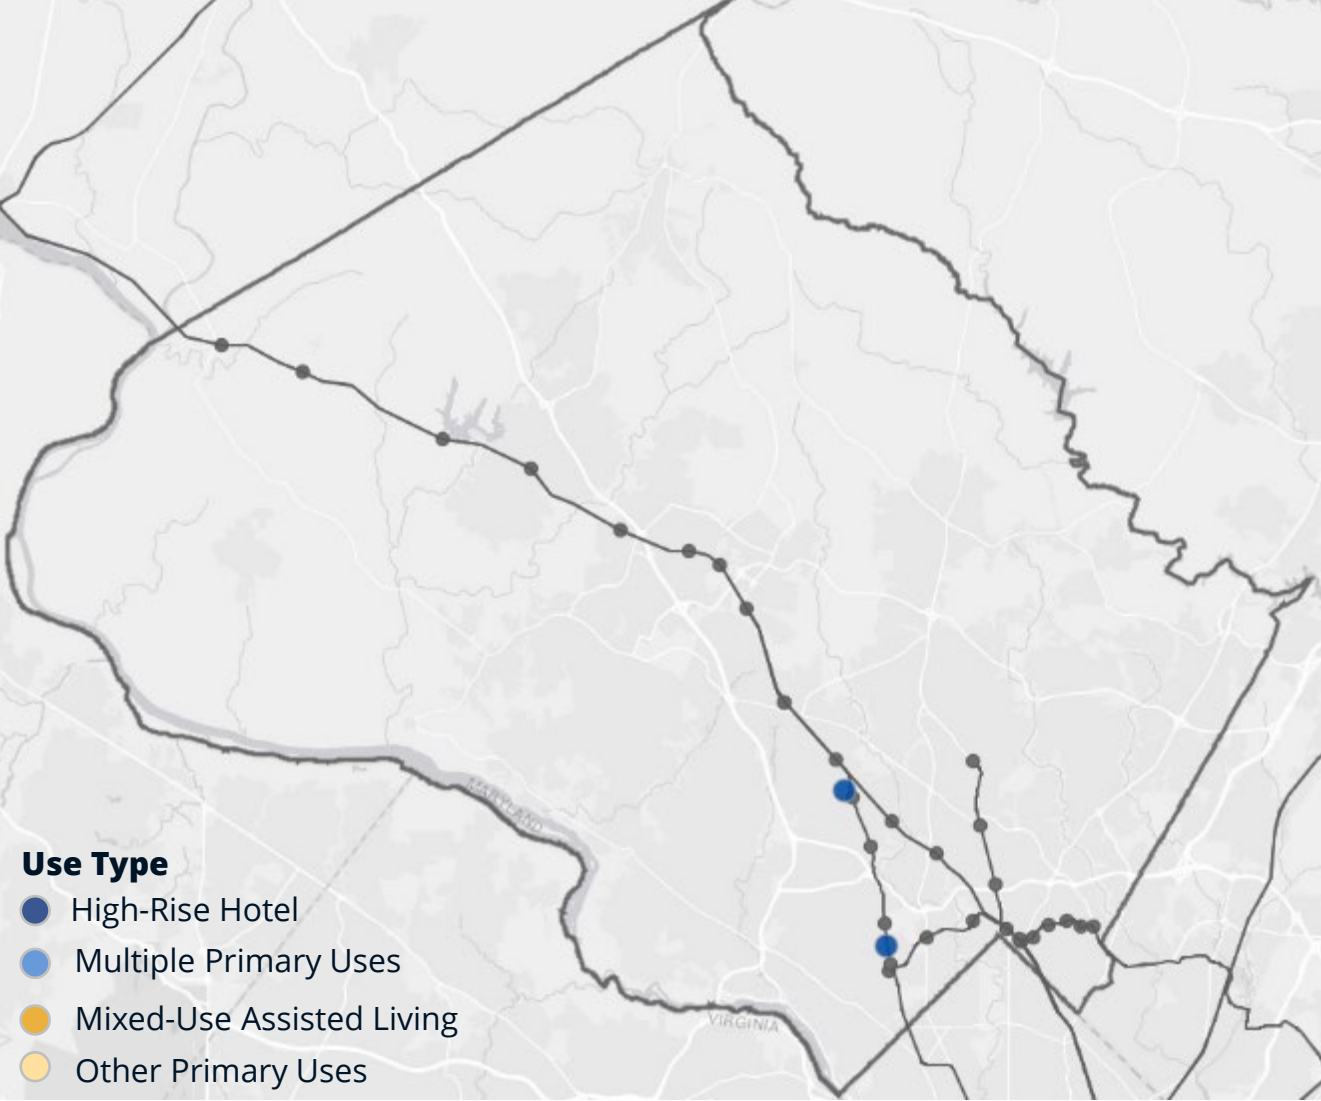 MARYLAND
Use Type
High-Rise Hotel
Multiple Primary Uses
Mixed-Use Assisted Living
Other Primary Uses
VIRGINIA